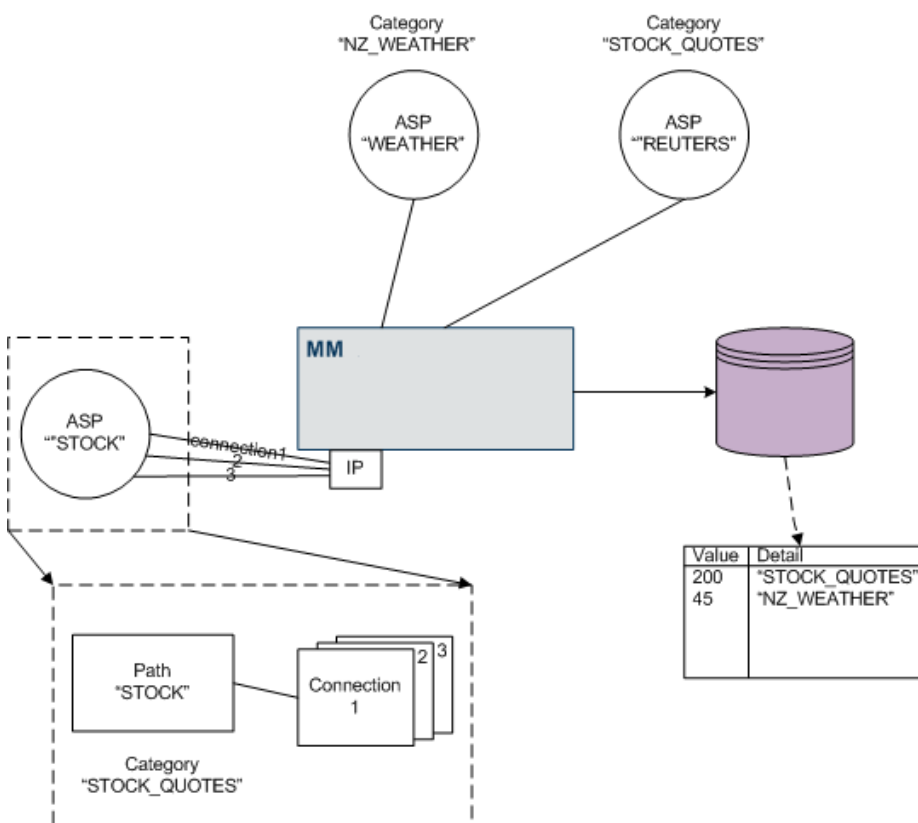 Category
“NZ_WEATHER”
Category
“STOCK_QUOTES”
ASP
“WEATHER”
ASP
“”REUTERS”
MM
ASP
“”STOCK”
connection1
2
3
IP
Value Detail
200 “STOCK_QUOTES”
45 “NZ_WEATHER”
Path
“STOCK”
Connection
1
2
3
Category
“STOCK_QUOTES”